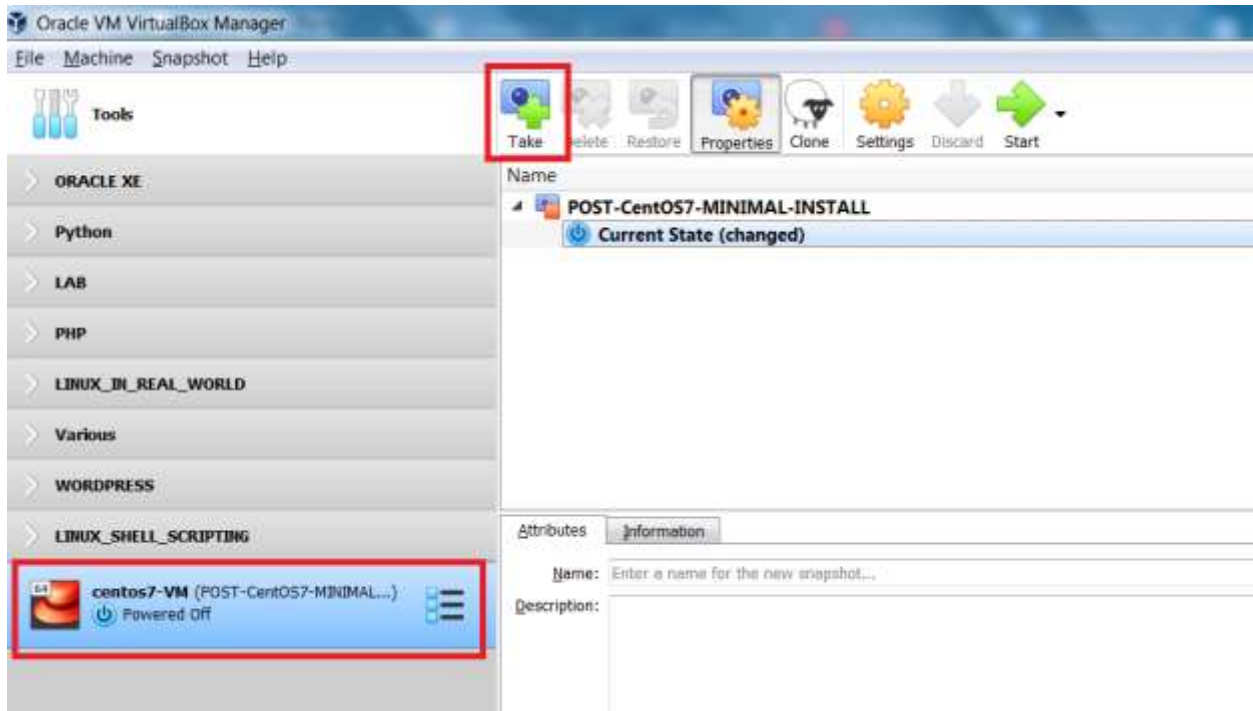 Oracle VM VirtualBox Manager
File Machine Snapshot Help
Tools
Take Delete Restore Properties Clone Settings Discard Start
ORACLE XE
Python
LAB
PHP
LINUX_IN_REAL_WORLD
Various
WORDPRESS
LINUX_SHELL_SCRIPTING
64
centos7-VM (POST-CentOS7-MINIMAL...)
Powered Off
Name
POST-CentOS7-MINIMAL-INSTALL
Current State (changed)
Attributes Information
Name: Enter a name for the new snapshot...
Description: